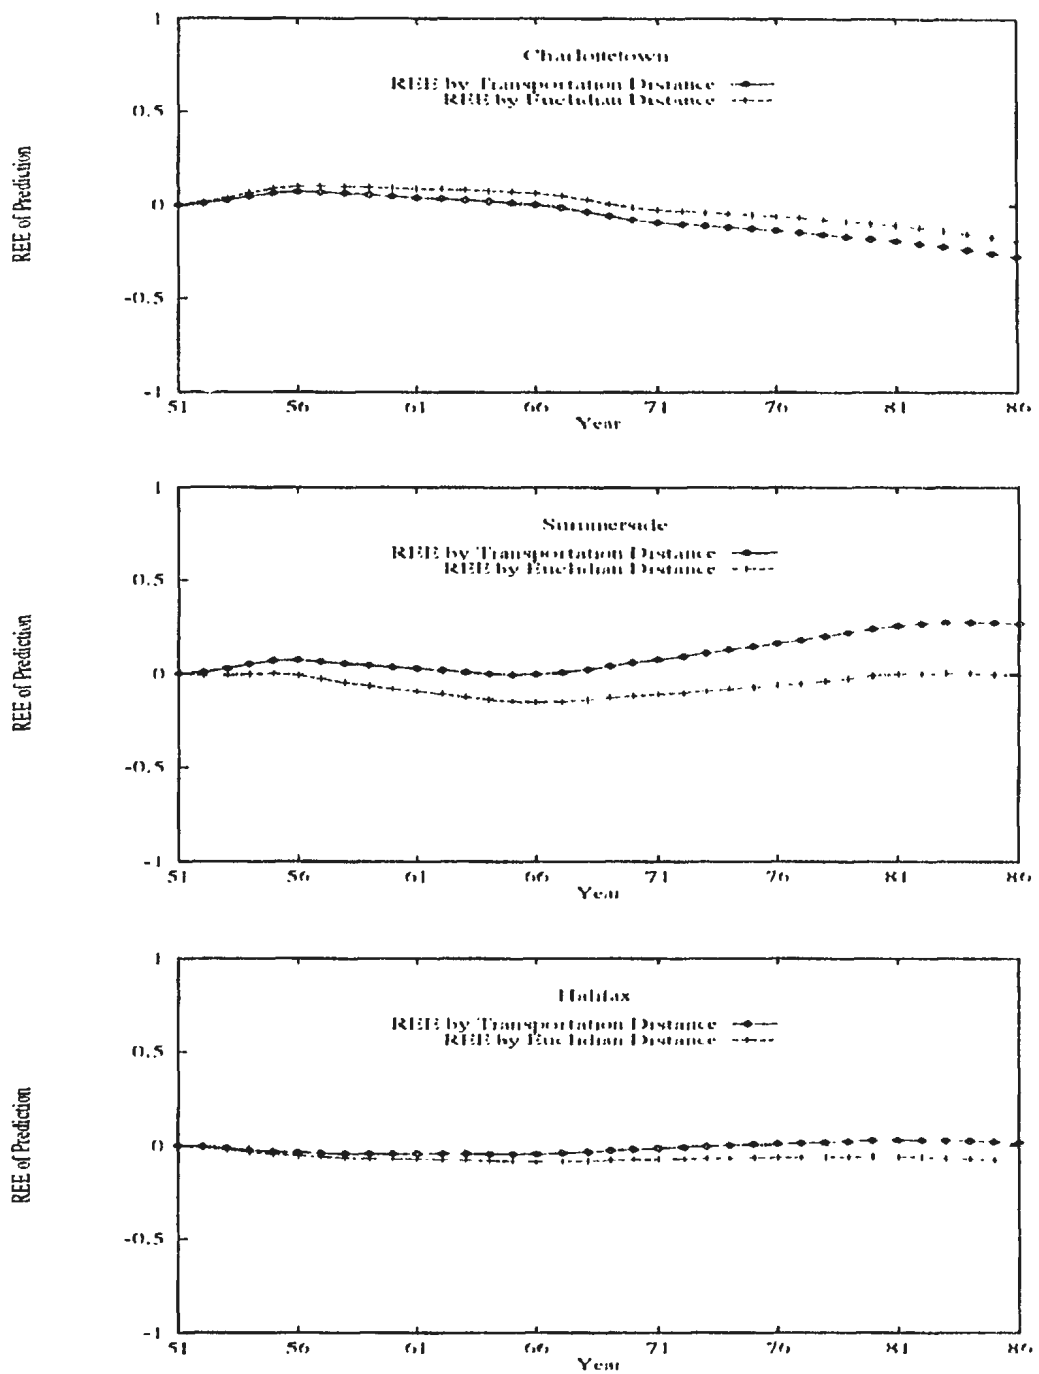 1
Charlottetown
REE by Transportation Distance
REE by Euclidian Distance
0.5
REE of Prediction
0
-0.5
-1
51 56 61 66 71 76 81 86
Year
1
Summerside
REE by Transportation Distance
REE by Euclidian Distance
0.5
REE of Prediction
0
-0.5
-1
51 56 61 66 71 76 81 86
Year
1
Halifax
REE by Transportation Distance
REE by Euclidian Distance
0.5
REE of Prediction
0
-0.5
-1
51 56 61 66 71 76 81 86
Year